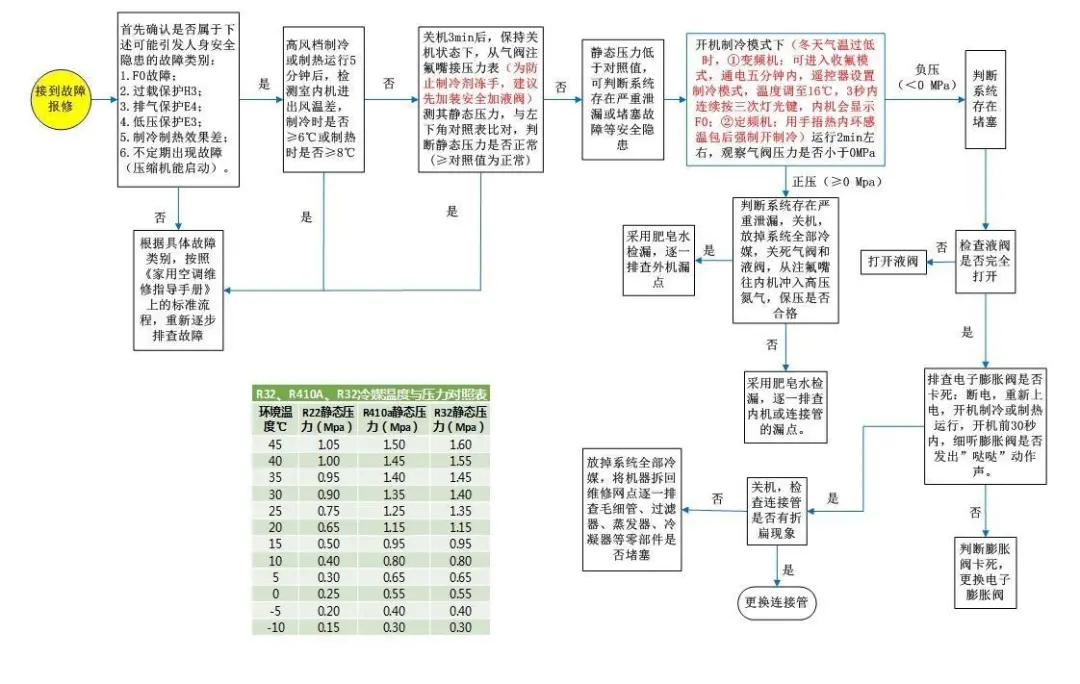 接到故障
报修
首先确认是否属于下
述可能引发人身安全
隐患的故障类别:
1.F0故障;
2.过载保护H3;
3.排气保护E4;
4.低压保护E3;
5.制冷制热效果差;
6.不定期出现故障
（压缩机能启动）。
是
高风档制冷
或制热运行5
分钟后，检
测室内机进
出风温差，
制冷时是否
≥6℃或制热
时是否≥8℃
否
关机3min后，保持关
机状态下，从气阀注
氟嘴接压力表（为防
止制冷剂冻手，建议
先加装安全加液阀）
测其静态压力，与左
下角对照表比对，判
断静态压力是否正常
(≥对照值为正常)
否
静态压力低
于对照值，
可判断系统
存在严重泄
漏或堵塞故
障等安全隐
患
开机制冷模式下（冬天气温过低
时，①变频机：可进入收氟模
式，通电五分钟内，遥控器设置
制冷模式，温度调至16℃，3秒内
连续按三次灯光键，内机会显示
F0；②定频机：用手捂热内环感
温包后强制开制冷）运行2min左
右，观察气阀压力是否小于0MPa
负压
（＜0 MPa）
判断
系统
存在
堵塞
否
是
是
根据具体故障
类别，按照
《家用空调维
修指导手册》
上的标准流
程，重新逐步
排查故障
正压（≥0 Mpa）
判断系统存在严
重泄漏，关机，
放掉系统全部冷
媒，关死气阀和
液阀，从注氟嘴
往内机冲入高压
氮气，保压是否
合格
是
采用肥皂水
检漏，逐一
排查外机漏
点
否
采用肥皂水检
漏，逐一排查
内机或连接管
的漏点。
检查液阀
是否完全
打开
否
打开液阀
是
排查电子膨胀阀是否
卡死：断电，重新上
电，开机制冷或制热
运行，开机前30秒
内，细听膨胀阀是否
发出”哒哒”动作
声。
否
判断膨胀
阀卡死，
更换电子
膨胀阀
是
关机，检
查连接管
是否有折
扁现象
否
放掉系统全部冷
媒，将机器拆回
维修网点逐一排
查毛细管、过滤
器、蒸发器、冷
凝器等零部件是
否堵塞
是
更换连接管
R32、R410A、R32冷媒温度与压力对照表
环境温 R22静态压 R410a静态压 R32静态压
度℃ 力（Mpa） 力（Mpa） 力（Mpa）
45 1.05 1.50 1.60
40 1.00 1.45 1.55
35 0.95 1.40 1.45
30 0.90 1.35 1.40
25 0.75 1.25 1.35
20 0.65 1.15 1.15
15 0.50 0.95 0.95
10 0.40 0.80 0.80
5 0.30 0.65 0.65
0 0.25 0.55 0.55
-5 0.20 0.40 0.40
-10 0.15 0.30 0.30